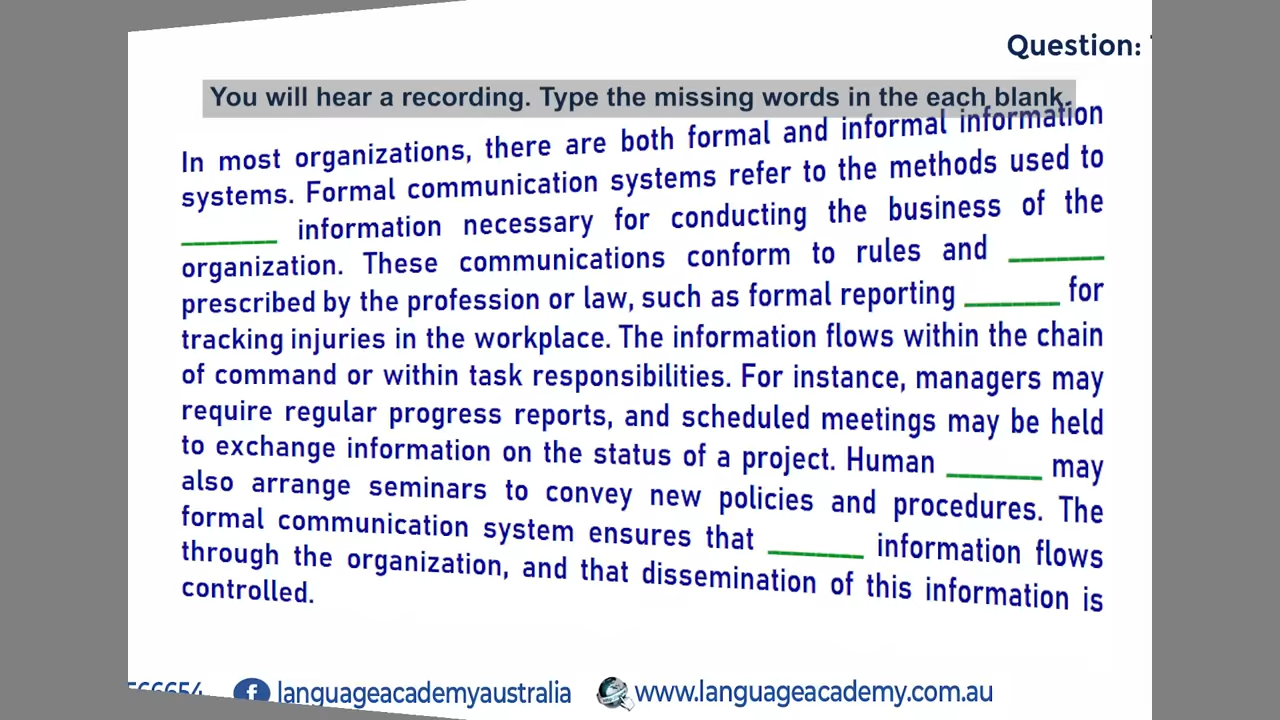 Question:
You will hear a recording. Type the missing words in the each blank.
In most organizations, there are both formal and informal information
systems. Formal communication systems refer to the methods used to
_______ information necessary for conducting the business of the
organization. These communications conform to rules and _______
prescribed by the profession or law, such as formal reporting _______ for
tracking injuries in the workplace. The information flows within the chain
of command or within task responsibilities. For instance, managers may
require regular progress reports, and scheduled meetings may be held
to exchange information on the status of a project. Human _______ may
also arrange seminars to convey new policies and procedures. The
formal communication system ensures that _______ information flows
through the organization, and that dissemination of this information is
controlled.
languageacademyaustralia www.languageacademy.com.au